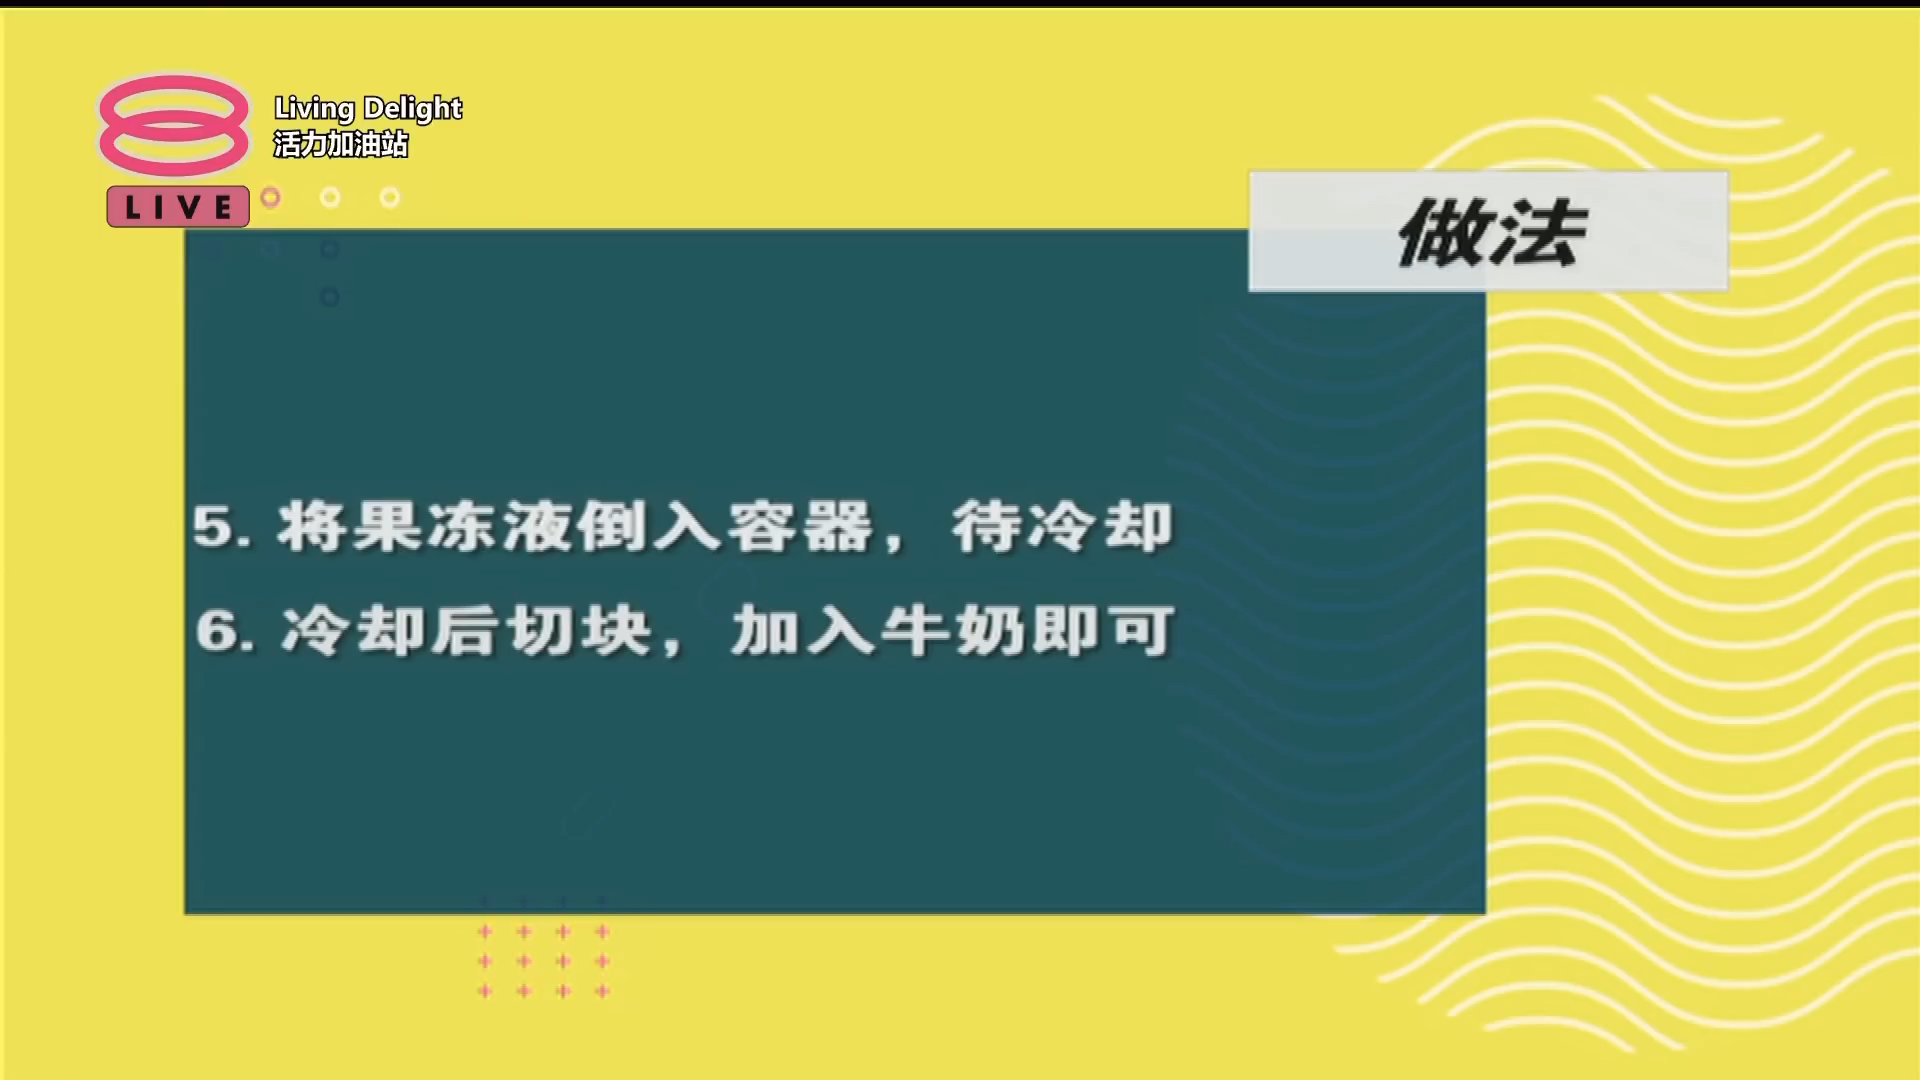 Living Delight
活力加油站
LIVE
做法
5. 将果冻液倒入容器，待冷却
6. 冷却后切块，加入牛奶即可